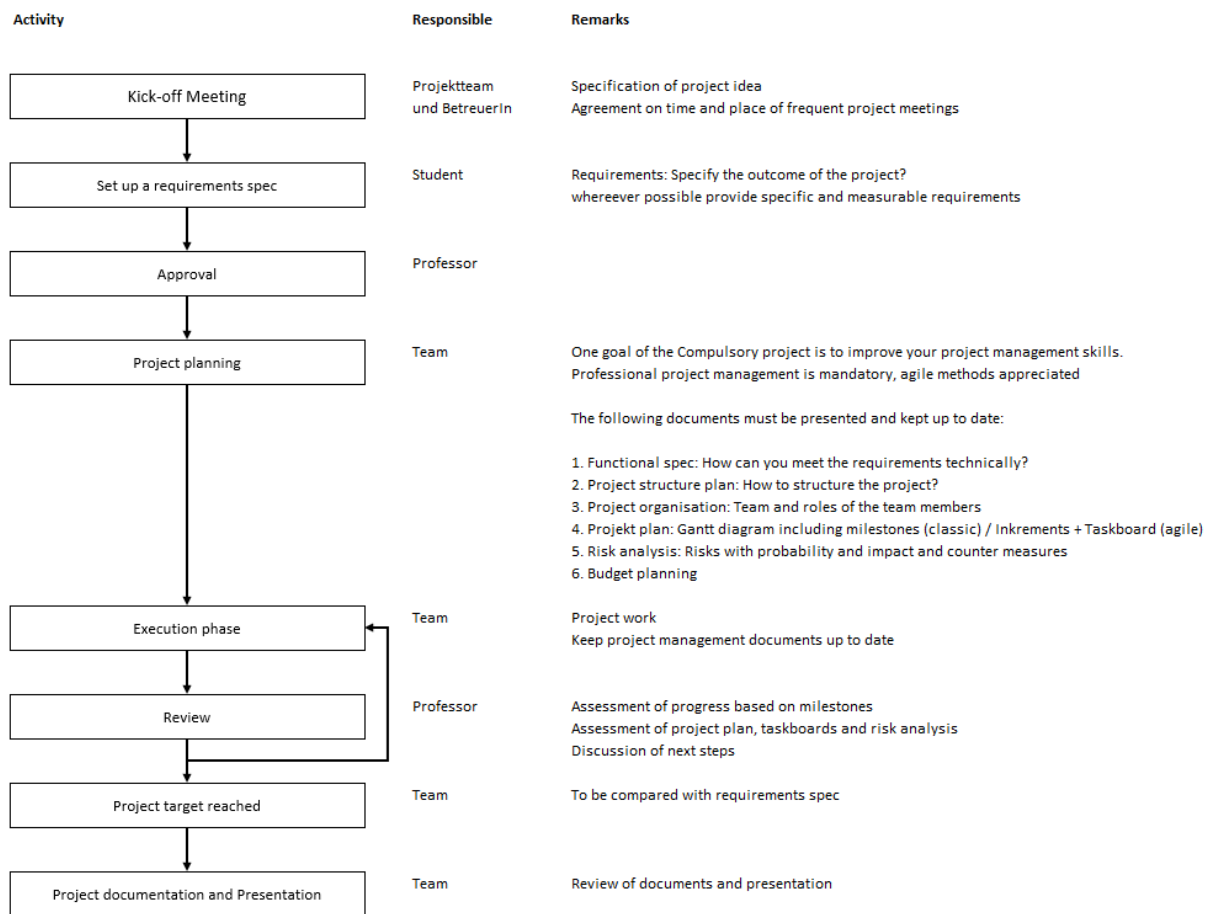 Activity Responsible Remarks
Kick-off Meeting
Projektteam
und BetreuerIn
Specification of project idea
Agreement on time and place of frequent project meetings
Set up a requirements spec
Student
Requirements: Specify the outcome of the project?
whereever possible provide specific and measurable requirements
Approval
Professor
Project planning
Team
One goal of the Compulsory project is to improve your project management skills.
Professional project management is mandatory, agile methods appreciated
The following documents must be presented and kept up to date:
1. Functional spec: How can you meet the requirements technically?
2. Project structure plan: How to structure the project?
3. Project organisation: Team and roles of the team members
4. Projekt plan: Gantt diagram including milestones (classic) / Inkrements + Taskboard (agile)
5. Risk analysis: Risks with probability and impact and counter measures
6. Budget planning
Execution phase
Team
Project work
Keep project management documents up to date
Review
Professor
Assessment of progress based on milestones
Assessment of project plan, taskboards and risk analysis
Discussion of next steps
Project target reached
Team
To be compared with requirements spec
Project documentation and Presentation
Team
Review of documents and presentation